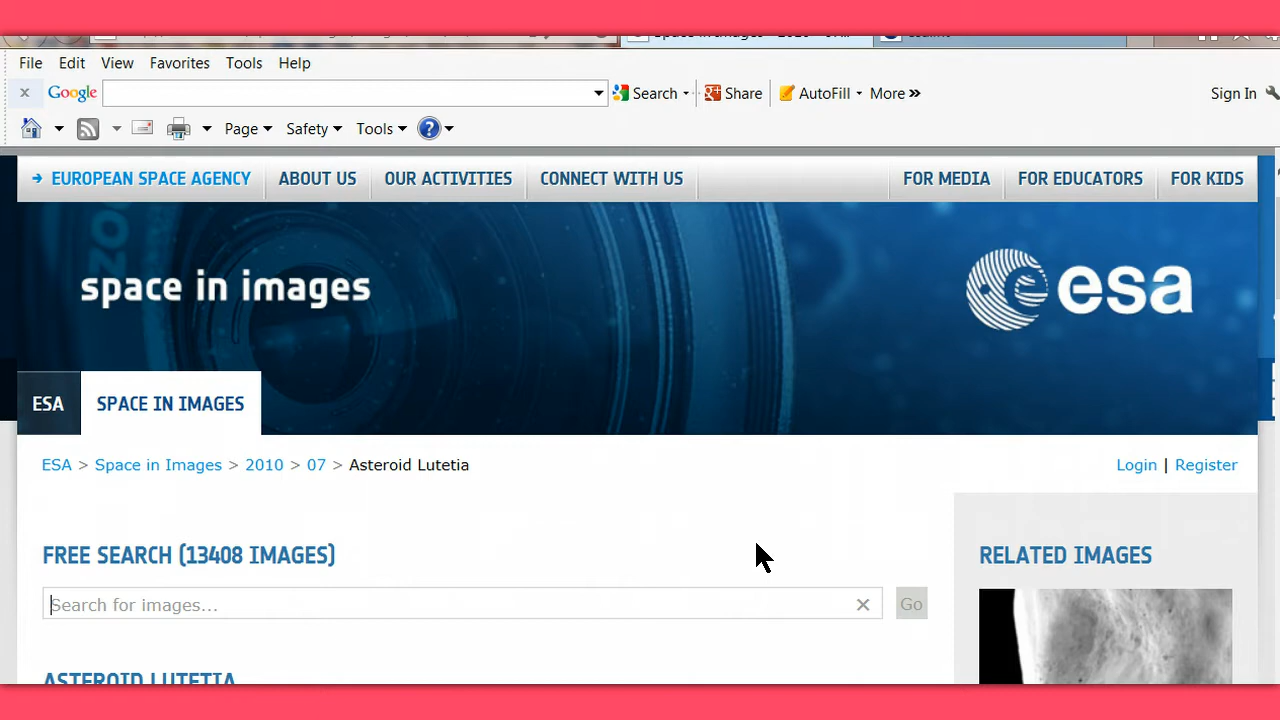 File Edit View Favorites Tools Help
Google Search Share AutoFill More » Sign In
Page Safety Tools
EUROPEAN SPACE AGENCY ABOUT US OUR ACTIVITIES CONNECT WITH US FOR MEDIA FOR EDUCATORS FOR KIDS
space in images
esa
ESA SPACE IN IMAGES
ESA > Space in Images > 2010 > 07 > Asteroid Lutetia
Login | Register
FREE SEARCH (13408 IMAGES)
Search for images...
Go
RELATED IMAGES
ASTEROID LUTETIA